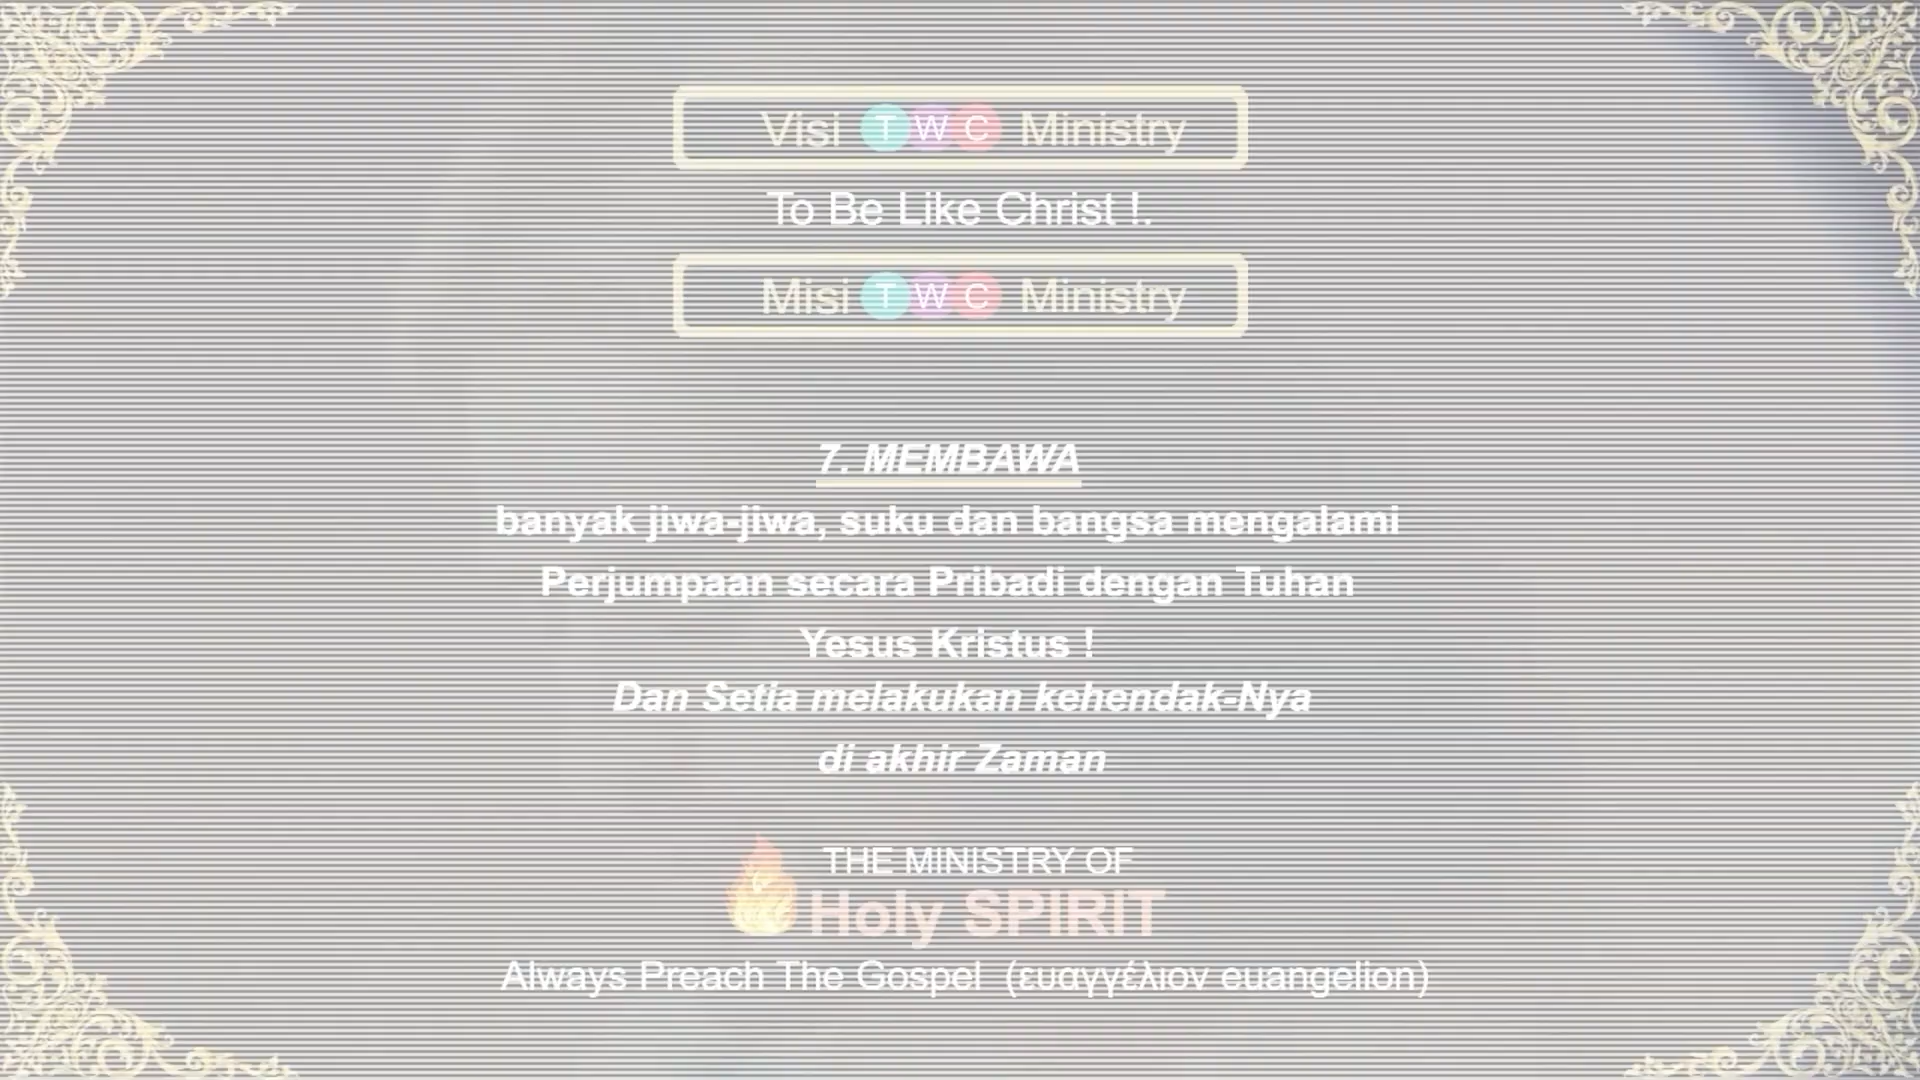 Visi TWC Ministry
To Be Like Christ !.
Misi TWC Ministry
7. MEMBAWA
banyak jiwa-jiwa, suku dan bangsa mengalami
Perjumpaan secara Pribadi dengan Tuhan
Yesus Kristus !
Dan Setia melakukan kehendak-Nya
di akhir Zaman
THE MINISTRY OF
Holy SPIRIT
Always Preach The Gospel (ευαγγέλιον euangelion)